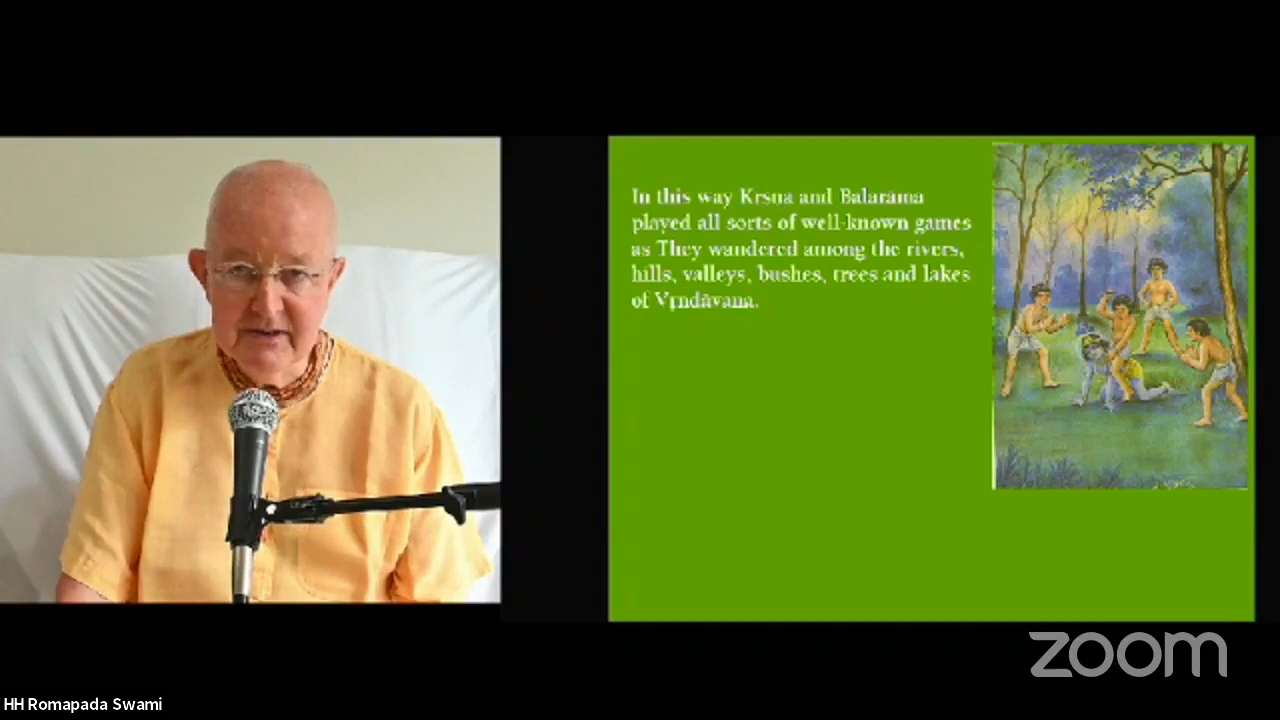 In this way Kṛṣṇa and Balarāma
played all sorts of well-known games
as They wandered among the rivers,
hills, valleys, bushes, trees and lakes
of Vṛndāvana.
zoom
HH Romapada Swami